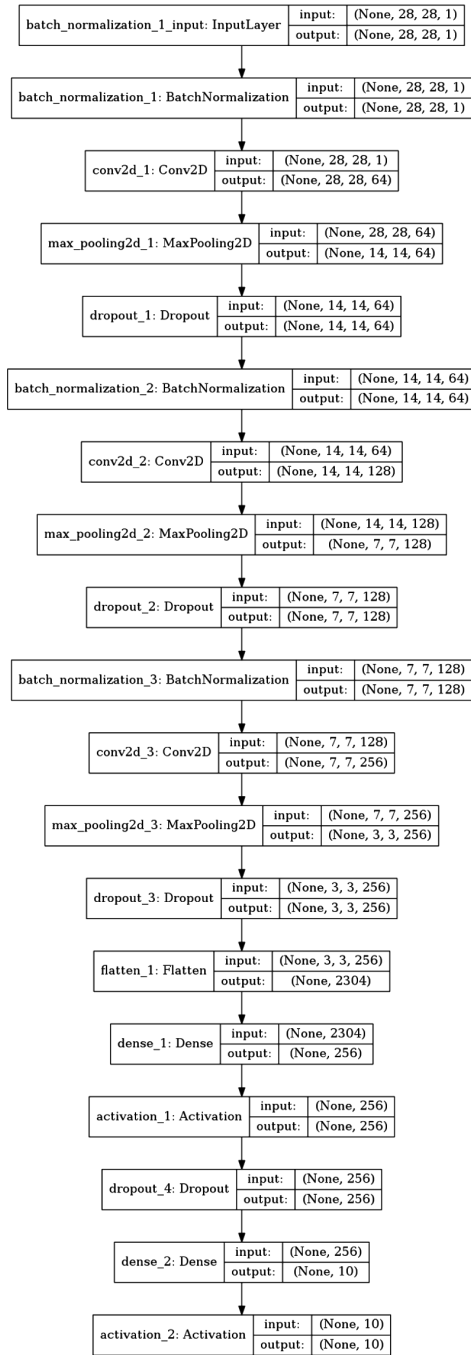 batch_normalization_1_input: InputLayer
input: (None, 28, 28, 1)
output: (None, 28, 28, 1)
batch_normalization_1: BatchNormalization
input: (None, 28, 28, 1)
output: (None, 28, 28, 1)
conv2d_1: Conv2D
input: (None, 28, 28, 1)
output: (None, 28, 28, 64)
max_pooling2d_1: MaxPooling2D
input: (None, 28, 28, 64)
output: (None, 14, 14, 64)
dropout_1: Dropout
input: (None, 14, 14, 64)
output: (None, 14, 14, 64)
batch_normalization_2: BatchNormalization
input: (None, 14, 14, 64)
output: (None, 14, 14, 64)
conv2d_2: Conv2D
input: (None, 14, 14, 64)
output: (None, 14, 14, 128)
max_pooling2d_2: MaxPooling2D
input: (None, 14, 14, 128)
output: (None, 7, 7, 128)
dropout_2: Dropout
input: (None, 7, 7, 128)
output: (None, 7, 7, 128)
batch_normalization_3: BatchNormalization
input: (None, 7, 7, 128)
output: (None, 7, 7, 128)
conv2d_3: Conv2D
input: (None, 7, 7, 128)
output: (None, 7, 7, 256)
max_pooling2d_3: MaxPooling2D
input: (None, 7, 7, 256)
output: (None, 3, 3, 256)
dropout_3: Dropout
input: (None, 3, 3, 256)
output: (None, 3, 3, 256)
flatten_1: Flatten
input: (None, 3, 3, 256)
output: (None, 2304)
dense_1: Dense
input: (None, 2304)
output: (None, 256)
activation_1: Activation
input: (None, 256)
output: (None, 256)
dropout_4: Dropout
input: (None, 256)
output: (None, 256)
dense_2: Dense
input: (None, 256)
output: (None, 10)
activation_2: Activation
input: (None, 10)
output: (None, 10)